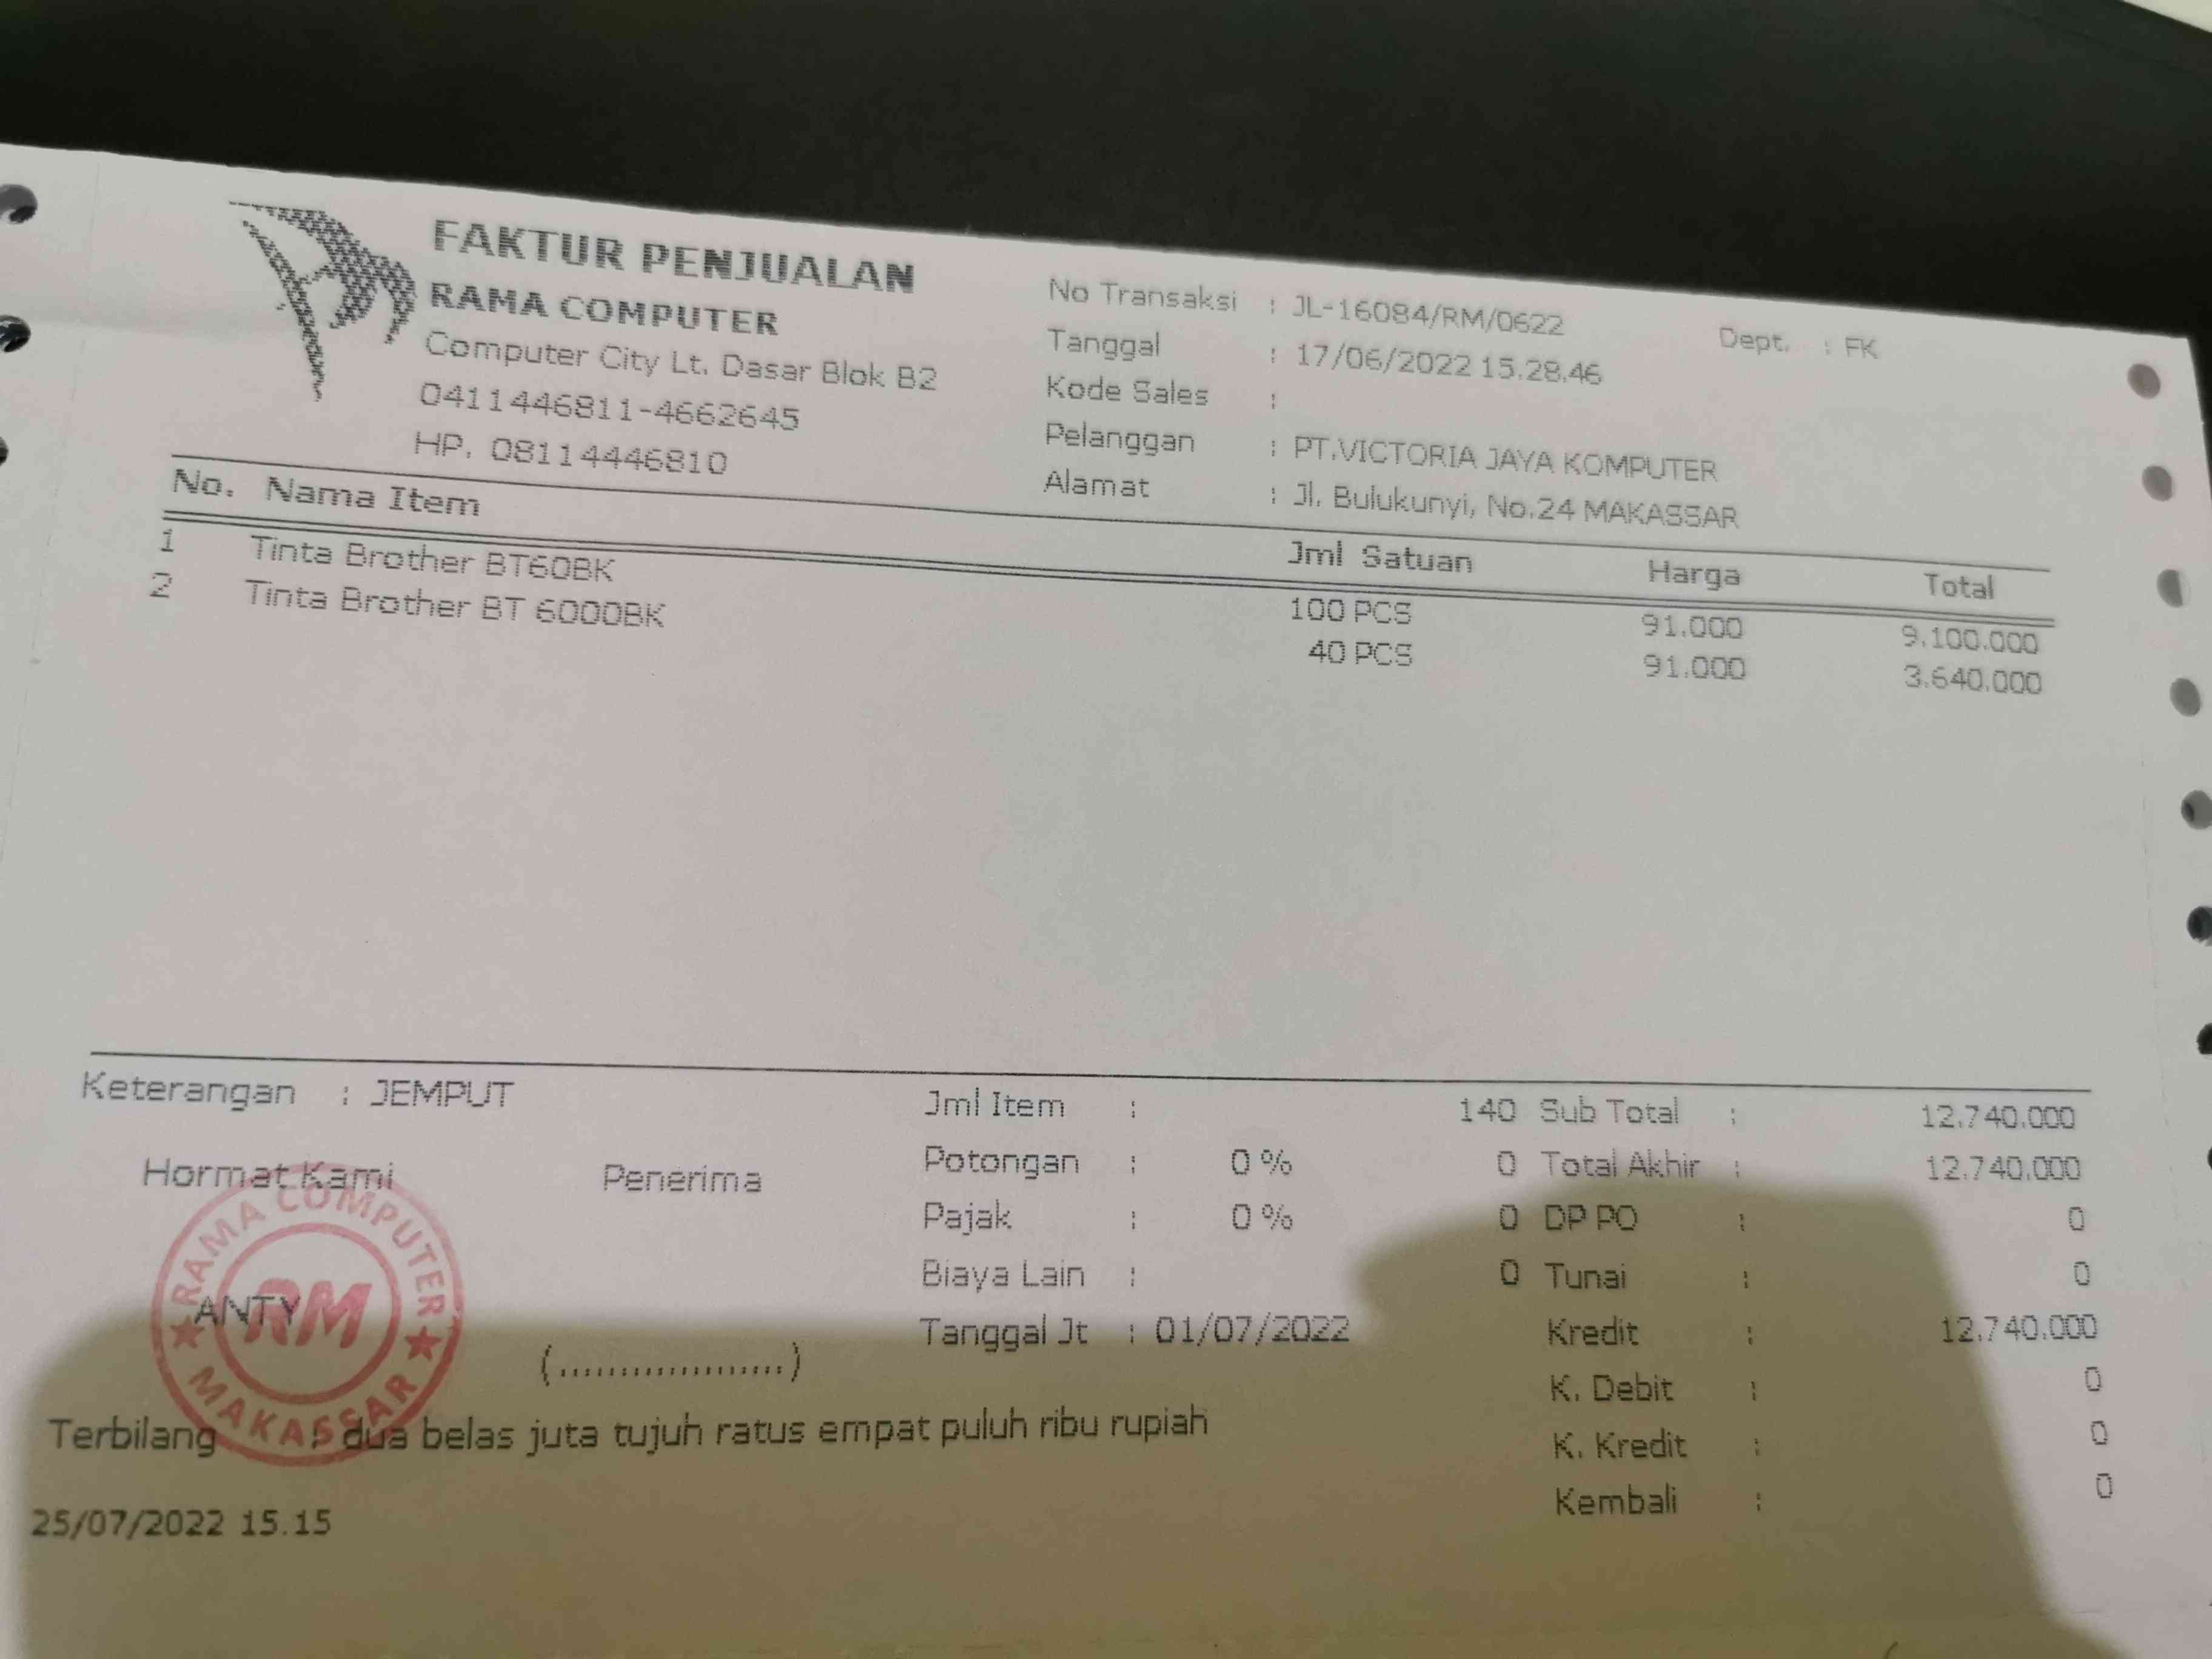 FAKTUR PENJUALAN
RAMA COMPUTER
Computer City Lt. Dasar Blok B2
0411446811-4662645
HP. 08114446810
No Transaksi : JL-16084/RM/0622 Dept. : FK
Tanggal : 17/06/2022 15.28.46
Kode Sales :
Pelanggan : PT.VICTORIA JAYA KOMPUTER
Alamat : Jl. Bulukunyi, No.24 MAKASSAR
No. Nama Item Jml Satuan Harga Total
1 Tinta Brother BT60BK 100 PCS 91.000 9.100.000
2 Tinta Brother BT 6000BK 40 PCS 91.000 3.640.000
Keterangan : JEMPUT
Hormat Kami Penerima
RAMA COMPUTER
RM
MAKASSAR
ANTY
(....................)
Jml Item : 140 Sub Total : 12.740.000
Potongan : 0 % 0 Total Akhir : 12.740.000
Pajak : 0 % 0 DP PO : 0
Biaya Lain : 0 Tunai : 0
Tanggal Jt : 01/07/2022 Kredit : 12.740.000
K. Debit : 0
K. Kredit : 0
Kembali : 0
Terbilang : dua belas juta tujuh ratus empat puluh ribu rupiah
25/07/2022 15.15